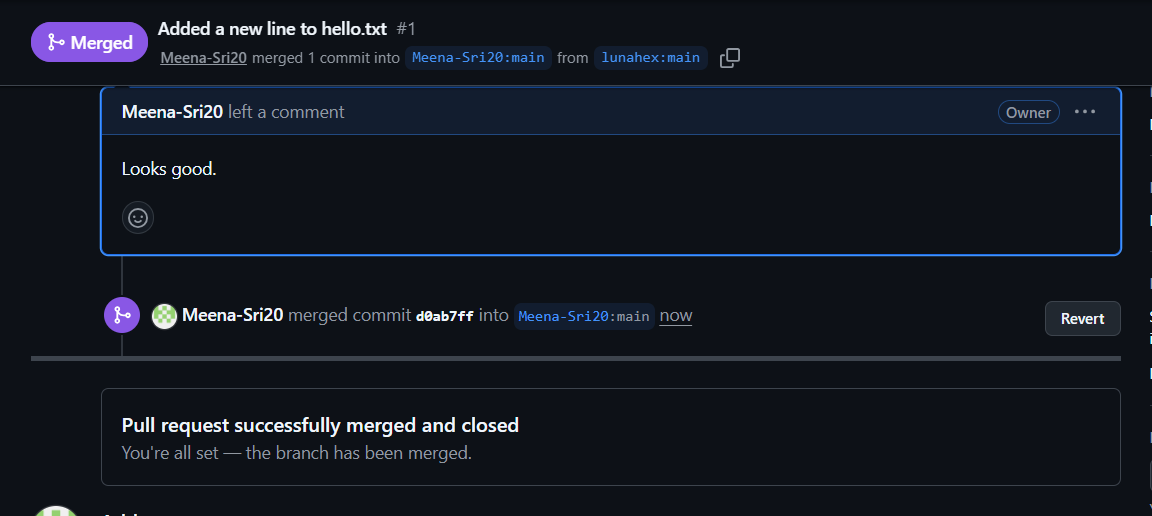 Merged
Added a new line to hello.txt #1
Meena-Sri20 merged 1 commit into Meena-Sri20:main from lunahex:main
Meena-Sri20 left a comment Owner
Looks good.
Meena-Sri20 merged commit d0ab7ff into Meena-Sri20:main now Revert
Pull request successfully merged and closed
You're all set — the branch has been merged.